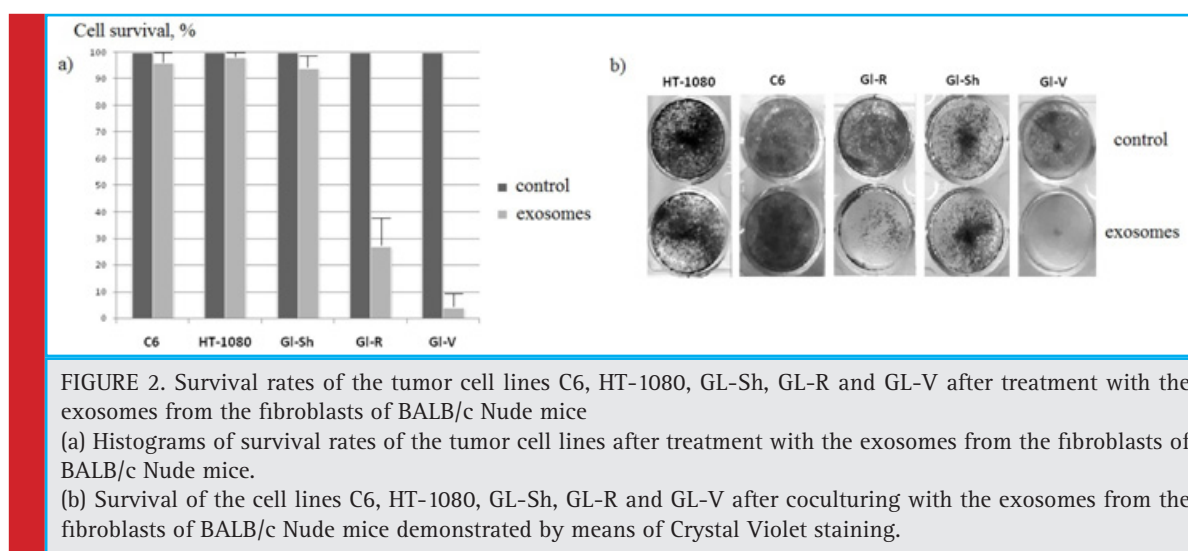 Cell survival, %
a)
100
90
80
70
60
50
40
30
20
10
0
C6 HT-1080 Gl-Sh Gl-R Gl-V
control
exosomes
b)
HT-1080 C6 Gl-R Gl-Sh Gl-V
control
exosomes
FIGURE 2. Survival rates of the tumor cell lines C6, HT-1080, GL-Sh, GL-R and GL-V after treatment with the
exosomes from the fibroblasts of BALB/c Nude mice
(a) Histograms of survival rates of the tumor cell lines after treatment with the exosomes from the fibroblasts of
BALB/c Nude mice.
(b) Survival of the cell lines C6, HT-1080, GL-Sh, GL-R and GL-V after coculturing with the exosomes from the
fibroblasts of BALB/c Nude mice demonstrated by means of Crystal Violet staining.